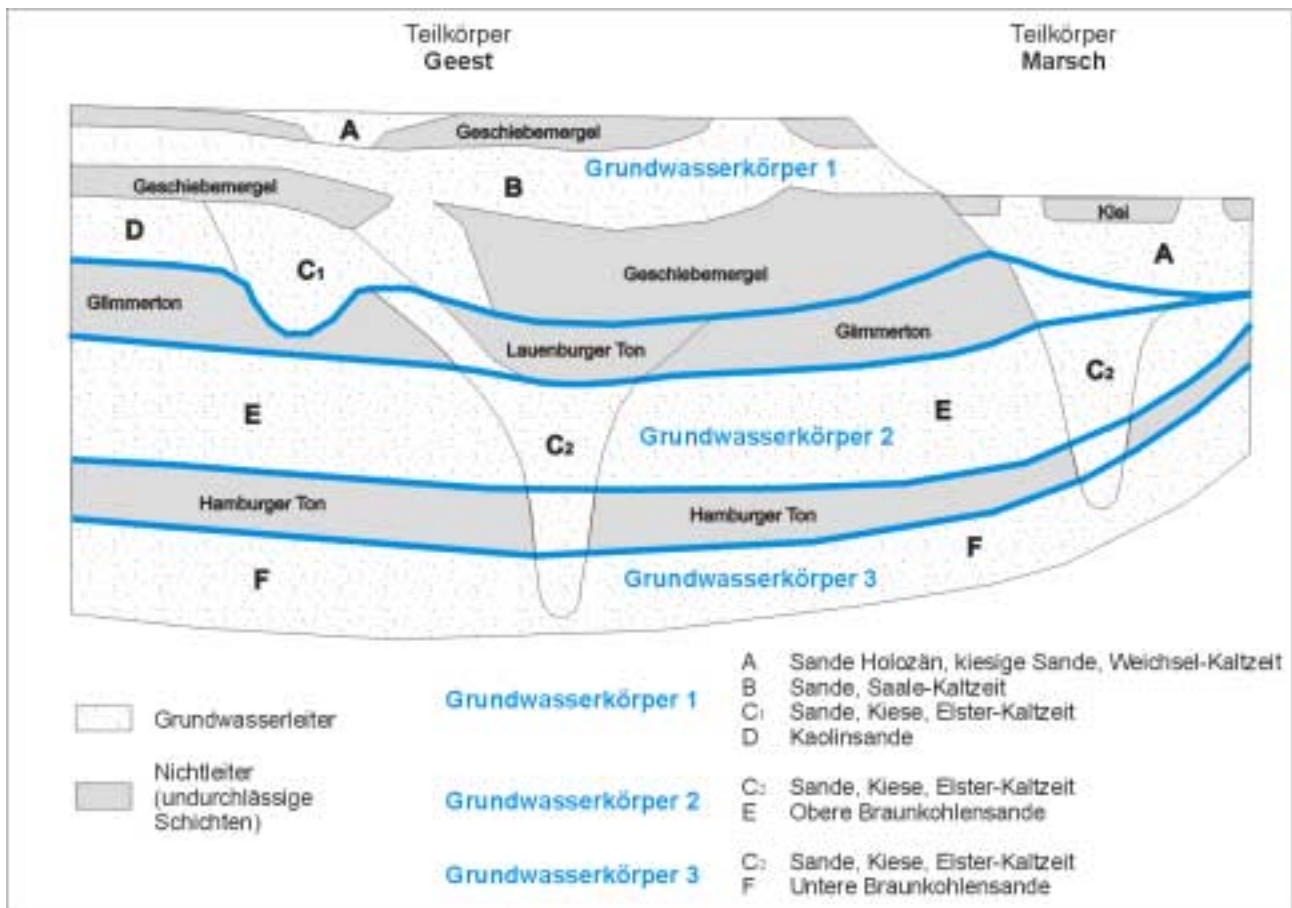 Teilkörper
Geest
Teilkörper
Marsch
A
Geschiebemergel
Grundwasserkörper 1
Geschiebemergel
B
Klei
D
A
C₁
Geschiebemergel
Glimmerton
Glimmerton
Lauenburger Ton
C₂
E
E
C₂
Grundwasserkörper 2
Hamburger Ton
Hamburger Ton
F
F
Grundwasserkörper 3
Grundwasserleiter
Nichtleiter
(undurchlässige
Schichten)
Grundwasserkörper 1
A Sande Holozän, kiesige Sande, Weichsel-Kaltzeit
B Sande, Saale-Kaltzeit
C₁ Sande, Kiese, Elster-Kaltzeit
D Kaolinsande
Grundwasserkörper 2
C₂ Sande, Kiese, Elster-Kaltzeit
E Obere Braunkohlensande
Grundwasserkörper 3
C₂ Sande, Kiese, Elster-Kaltzeit
F Untere Braunkohlensande